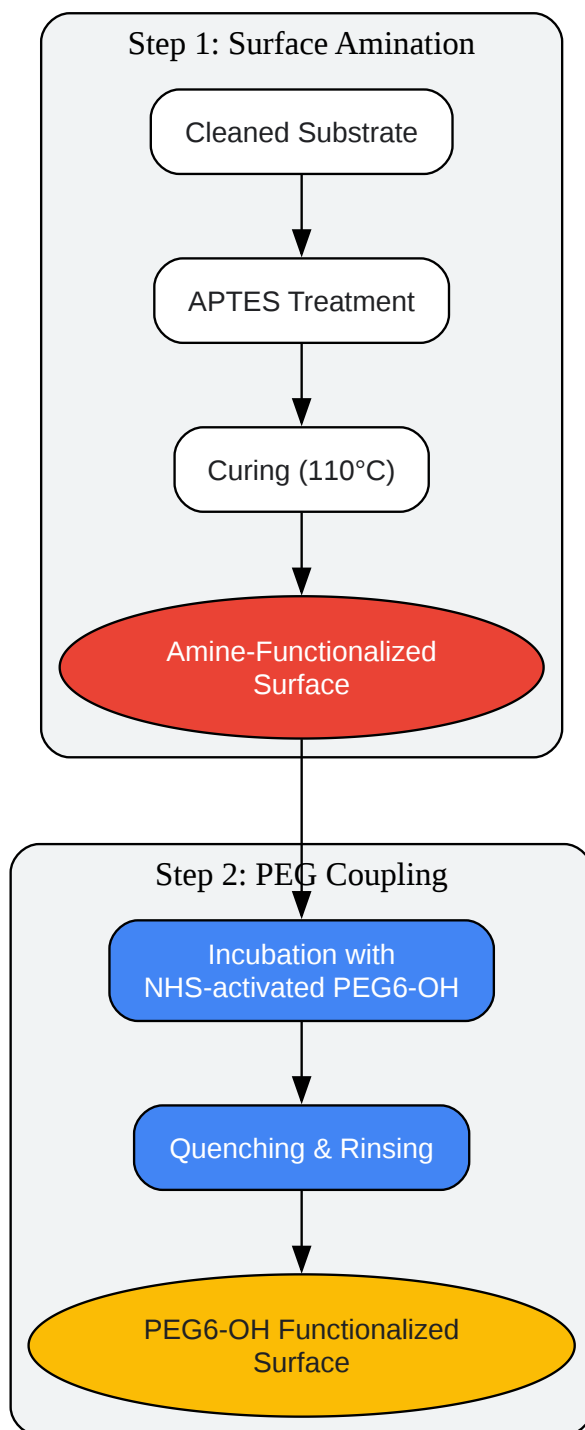 Step 1: Surface Amination
Cleaned Substrate
APTES Treatment
Curing (110°C)
Amine-Functionalized
Surface
Step 2: PEG Coupling
Incubation with
NHS-activated PEG6-OH
Quenching & Rinsing
PEG6-OH Functionalized
Surface